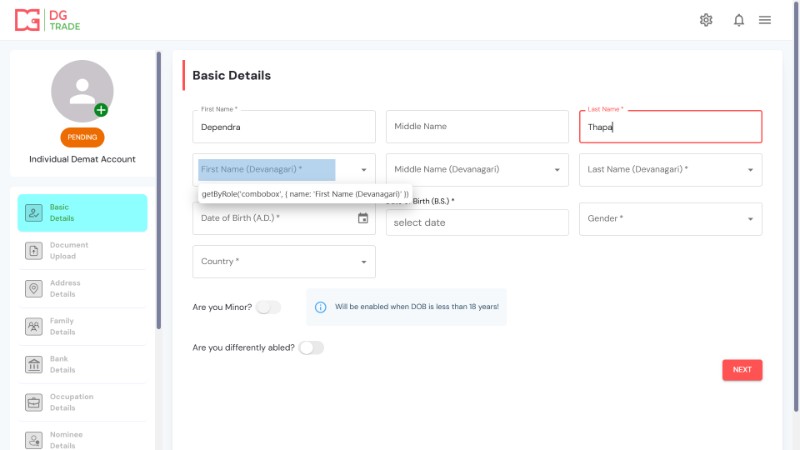 DG
TRADE
PENDING
Individual Demat Account
Basic
Details
Document
Upload
Address
Details
Family
Details
Bank
Details
Occupation
Details
Nominee
Details
Basic Details
First Name *
Dependra
Middle Name
Last Name *
Thapa
First Name (Devanagari) *
Middle Name (Devanagari)
Last Name (Devanagari) *
getByRole('combobox', { name: 'First Name (Devanagari)' })
Date of Birth (A.D.) *
of Birth (B.S.) *
select date
Gender *
Country *
Are you Minor?
Will be enabled when DOB is less than 18 years!
Are you differently abled?
NEXT